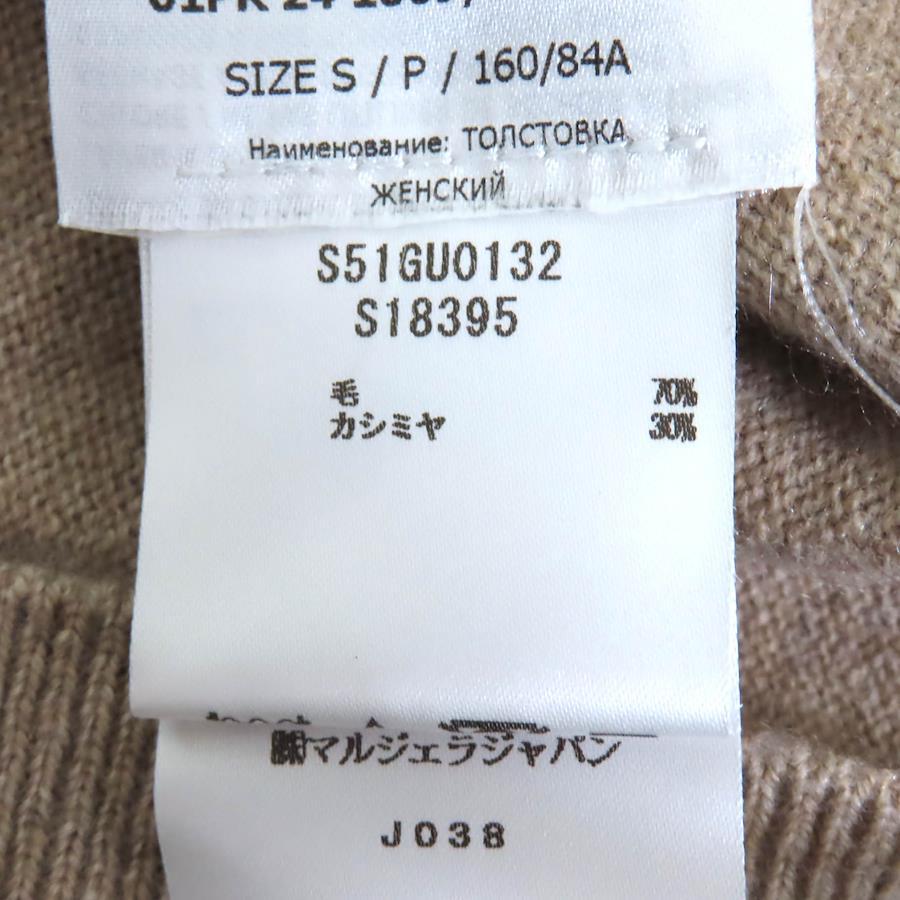 SIZE S / P / 160/84A
Наименование: ТОЛСТОВКА
ЖЕНСКИЙ
S51GU0132
S18395
毛 70%
カシミヤ 30%
㈱マルジェラジャパン
J038